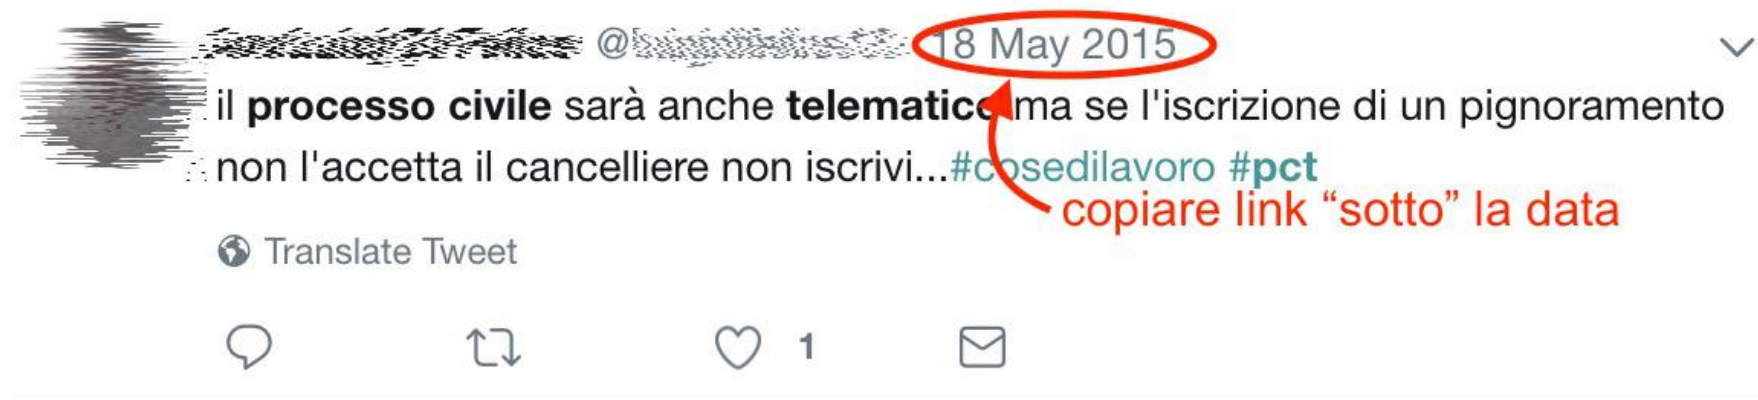 @ 18 May 2015
il processo civile sarà anche telematico ma se l'iscrizione di un pignoramento
non l'accetta il cancelliere non iscrivi...#cosedilavoro #pct
copiare link “sotto” la data
Translate Tweet
1